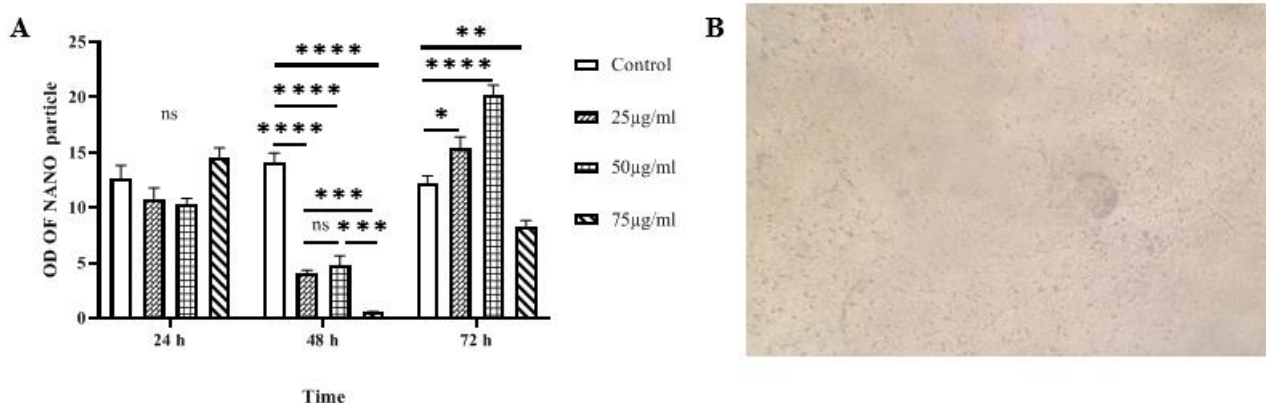 A
OD OF NANO particle
25
20
15
10
5
0
ns
****
****
****
***
ns
***
**
****
*
24 h
48 h
72 h
Time
Control
25µg/ml
50µg/ml
75µg/ml
B